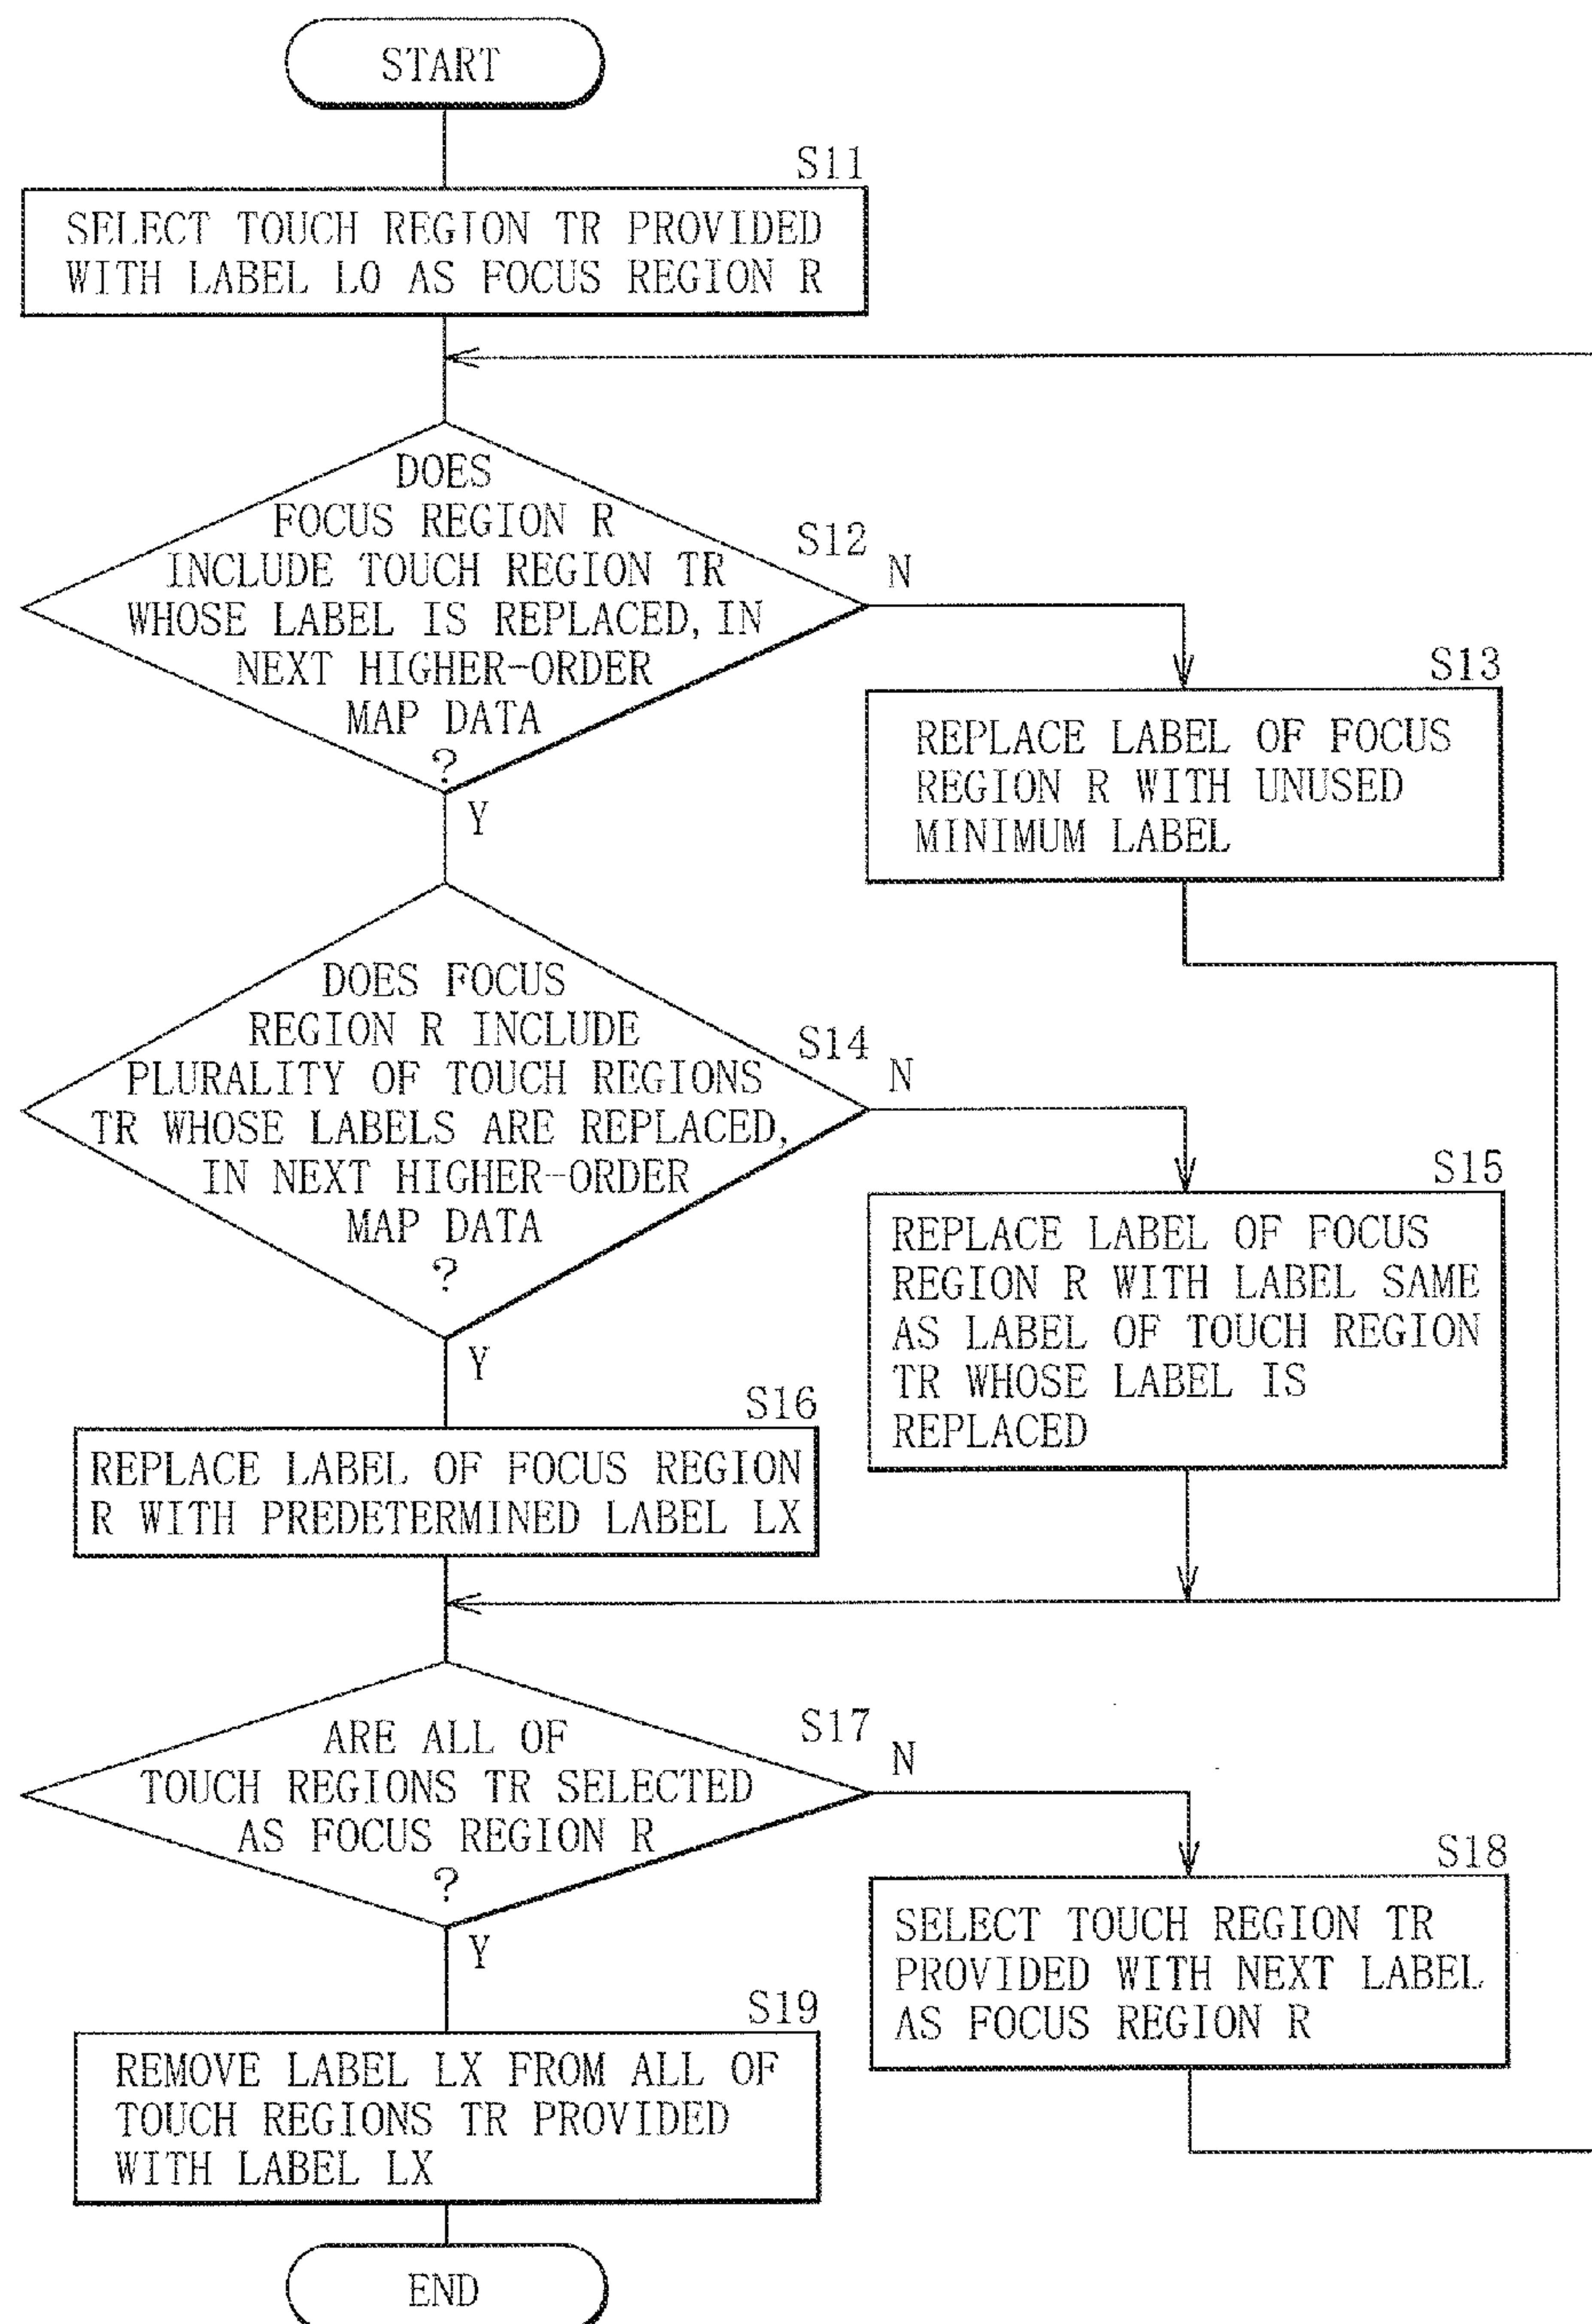 START
S11
SELECT TOUCH REGION TR PROVIDED
WITH LABEL L0 AS FOCUS REGION R
DOES
FOCUS REGION R
INCLUDE TOUCH REGION TR
WHOSE LABEL IS REPLACED, IN
NEXT HIGHER-ORDER
MAP DATA
?
S12
N
Y
S13
REPLACE LABEL OF FOCUS
REGION R WITH UNUSED
MINIMUM LABEL
DOES FOCUS
REGION R INCLUDE
PLURALITY OF TOUCH REGIONS
TR WHOSE LABELS ARE REPLACED,
IN NEXT HIGHER-ORDER
MAP DATA
?
S14
N
Y
S15
REPLACE LABEL OF FOCUS
REGION R WITH LABEL SAME
AS LABEL OF TOUCH REGION
TR WHOSE LABEL IS
REPLACED
S16
REPLACE LABEL OF FOCUS REGION
R WITH PREDETERMINED LABEL LX
ARE ALL OF
TOUCH REGIONS TR SELECTED
AS FOCUS REGION R
?
S17
N
Y
S18
SELECT TOUCH REGION TR
PROVIDED WITH NEXT LABEL
AS FOCUS REGION R
S19
REMOVE LABEL LX FROM ALL OF
TOUCH REGIONS TR PROVIDED
WITH LABEL LX
END